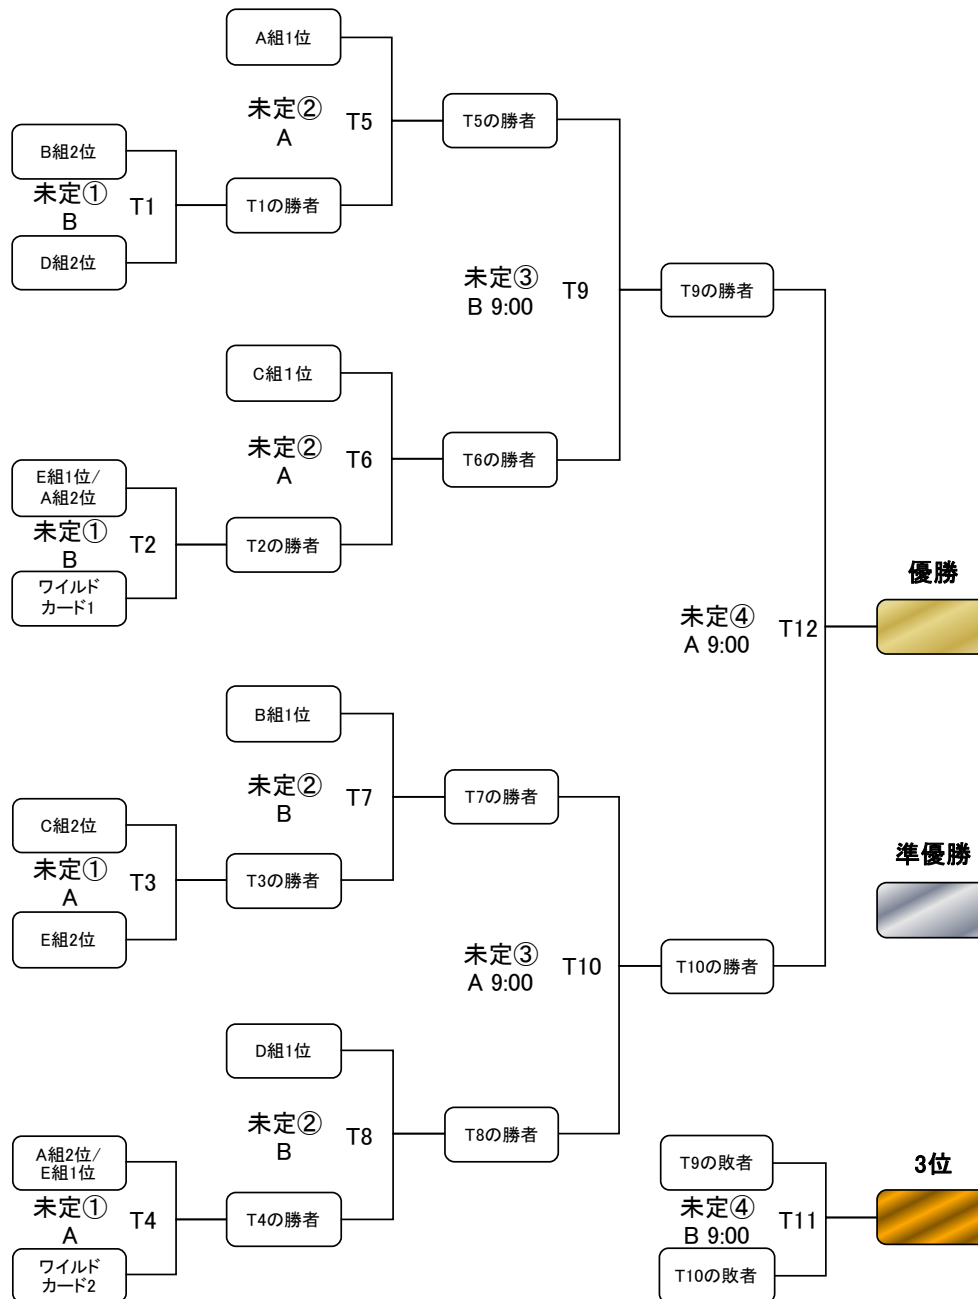 A組1位
未定②
A
T5
T5の勝者
B組2位
未定①
B
T1
T1の勝者
D組2位
未定③
B 9:00
T9
T9の勝者
C組1位
未定②
A
T6
T6の勝者
E組1位/
A組2位
未定①
B
T2
T2の勝者
ワイルド
カード1
優勝
未定④
A 9:00
T12
B組1位
未定②
B
T7
T7の勝者
C組2位
未定①
A
T3
T3の勝者
E組2位
準優勝
未定③
A 9:00
T10
T10の勝者
D組1位
未定②
B
T8
T8の勝者
A組2位/
E組1位
未定①
A
T4
T4の勝者
ワイルド
カード2
T9の敗者
未定④
B 9:00
T11
T10の敗者
3位